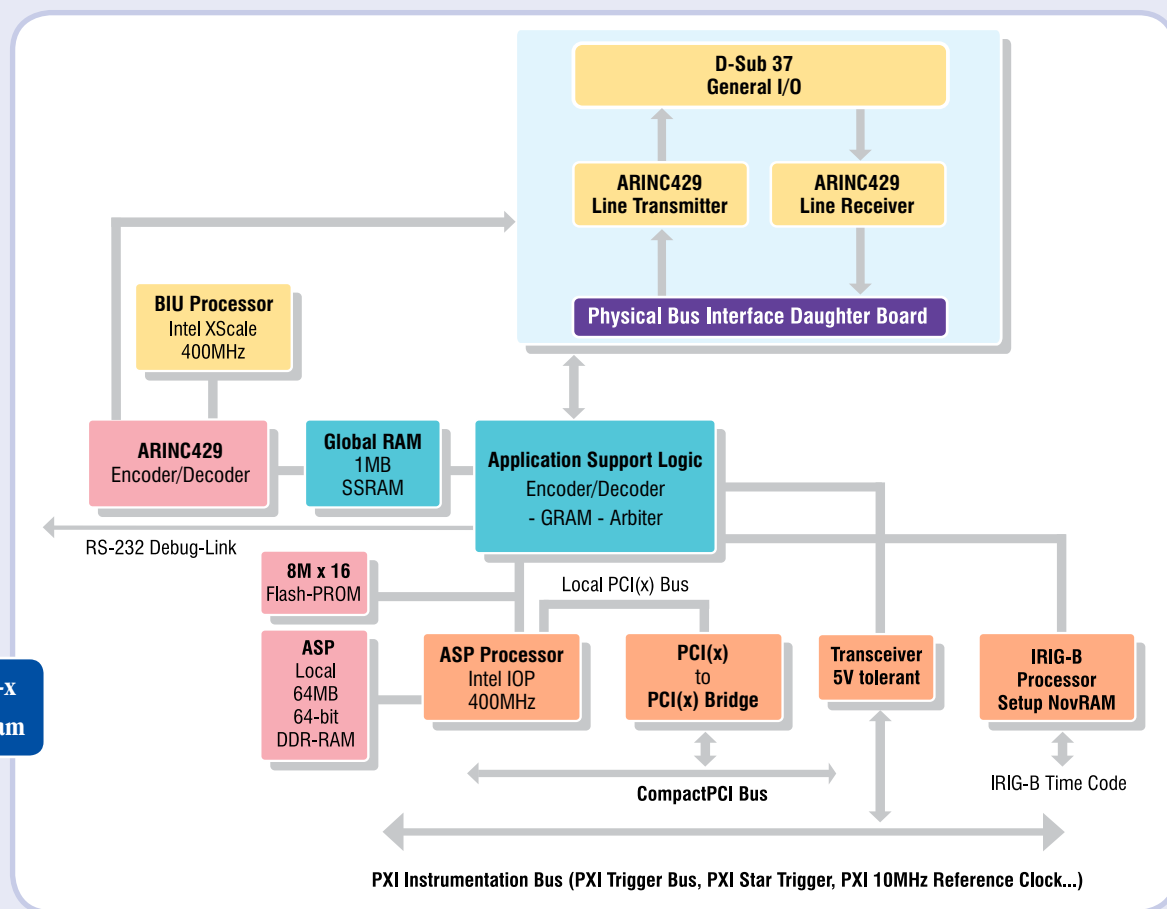 D-Sub 37
General I/O
ARINC429
Line Transmitter
ARINC429
Line Receiver
Physical Bus Interface Daughter Board
BIU Processor
Intel XScale
400MHz
ARINC429
Encoder/Decoder
Global RAM
1MB
SSRAM
Application Support Logic
Encoder/Decoder
- GRAM - Arbiter
RS-232 Debug-Link
8M x 16
Flash-PROM
Local PCI(x) Bus
ASP
Local
64MB
64-bit
DDR-RAM
ASP Processor
Intel IOP
400MHz
PCI(x)
to
PCI(x) Bridge
Transceiver
5V tolerant
IRIG-B
Processor
Setup NovRAM
-x
am
CompactPCI Bus
IRIG-B Time Code
PXI Instrumentation Bus (PXI Trigger Bus, PXI Star Trigger, PXI 10MHz Reference Clock...)